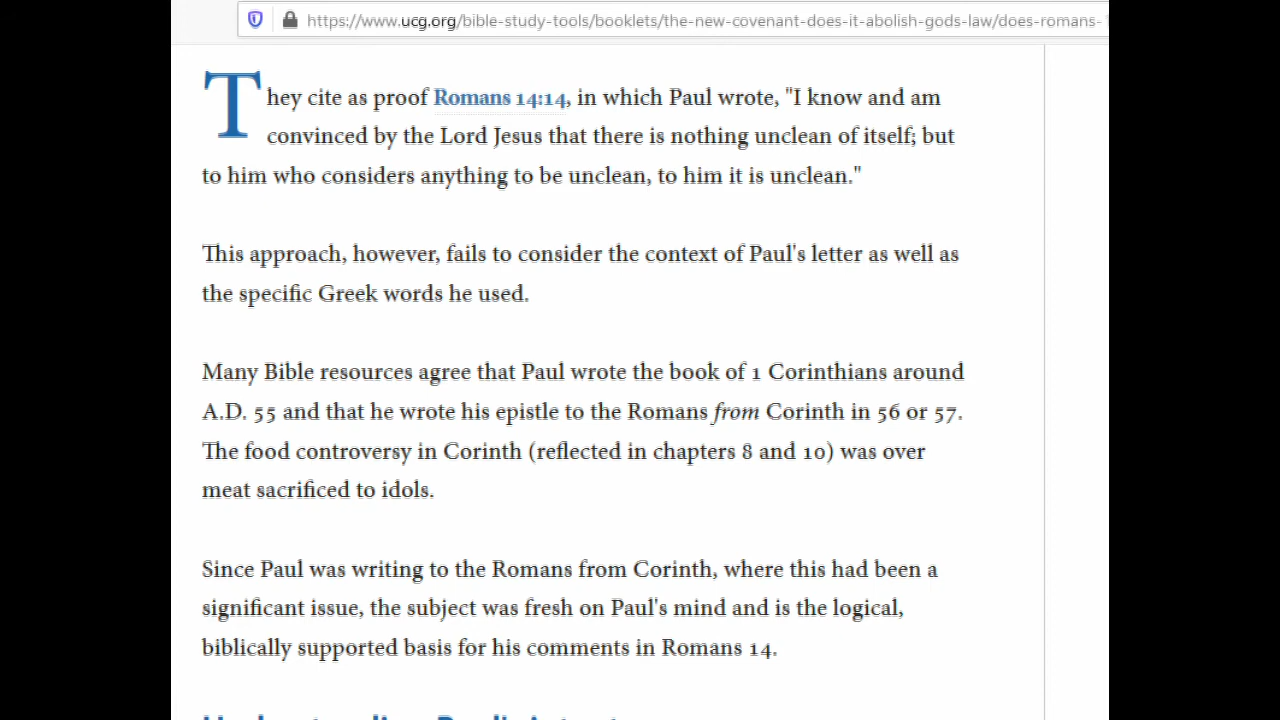 https://www.ucg.org/bible-study-tools/booklets/the-new-covenant-does-it-abolish-gods-law/does-romans-
They cite as proof Romans 14:14, in which Paul wrote, "I know and am
convinced by the Lord Jesus that there is nothing unclean of itself; but
to him who considers anything to be unclean, to him it is unclean."
This approach, however, fails to consider the context of Paul's letter as well as
the specific Greek words he used.
Many Bible resources agree that Paul wrote the book of 1 Corinthians around
A.D. 55 and that he wrote his epistle to the Romans from Corinth in 56 or 57.
The food controversy in Corinth (reflected in chapters 8 and 10) was over
meat sacrificed to idols.
Since Paul was writing to the Romans from Corinth, where this had been a
significant issue, the subject was fresh on Paul's mind and is the logical,
biblically supported basis for his comments in Romans 14.